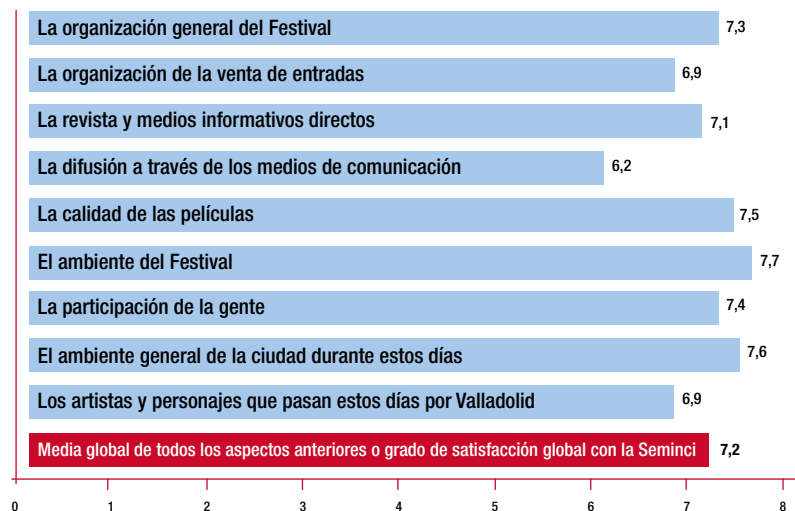 La organización general del Festival 7,3
La organización de la venta de entradas 6,9
La revista y medios informativos directos 7,1
La difusión a través de los medios de comunicación 6,2
La calidad de las películas 7,5
El ambiente del Festival 7,7
La participación de la gente 7,4
El ambiente general de la ciudad durante estos días 7,6
Los artistas y personajes que pasan estos días por Valladolid 6,9
Media global de todos los aspectos anteriores o grado de satisfacción global con la Seminci 7,2
0 1 2 3 4 5 6 7 8